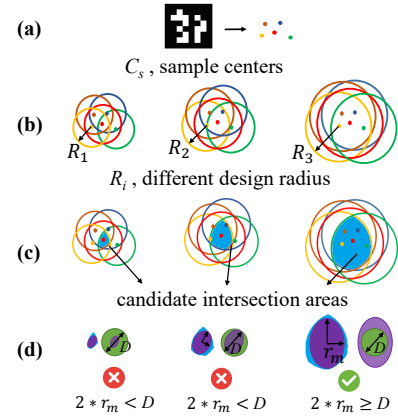 (a)
C_s , sample centers
(b)
R_1 R_2 R_3
R_i , different design radius
(c)
candidate intersection areas
(d)
D D r_m D
2 * r_m < D 2 * r_m < D 2 * r_m ≥ D